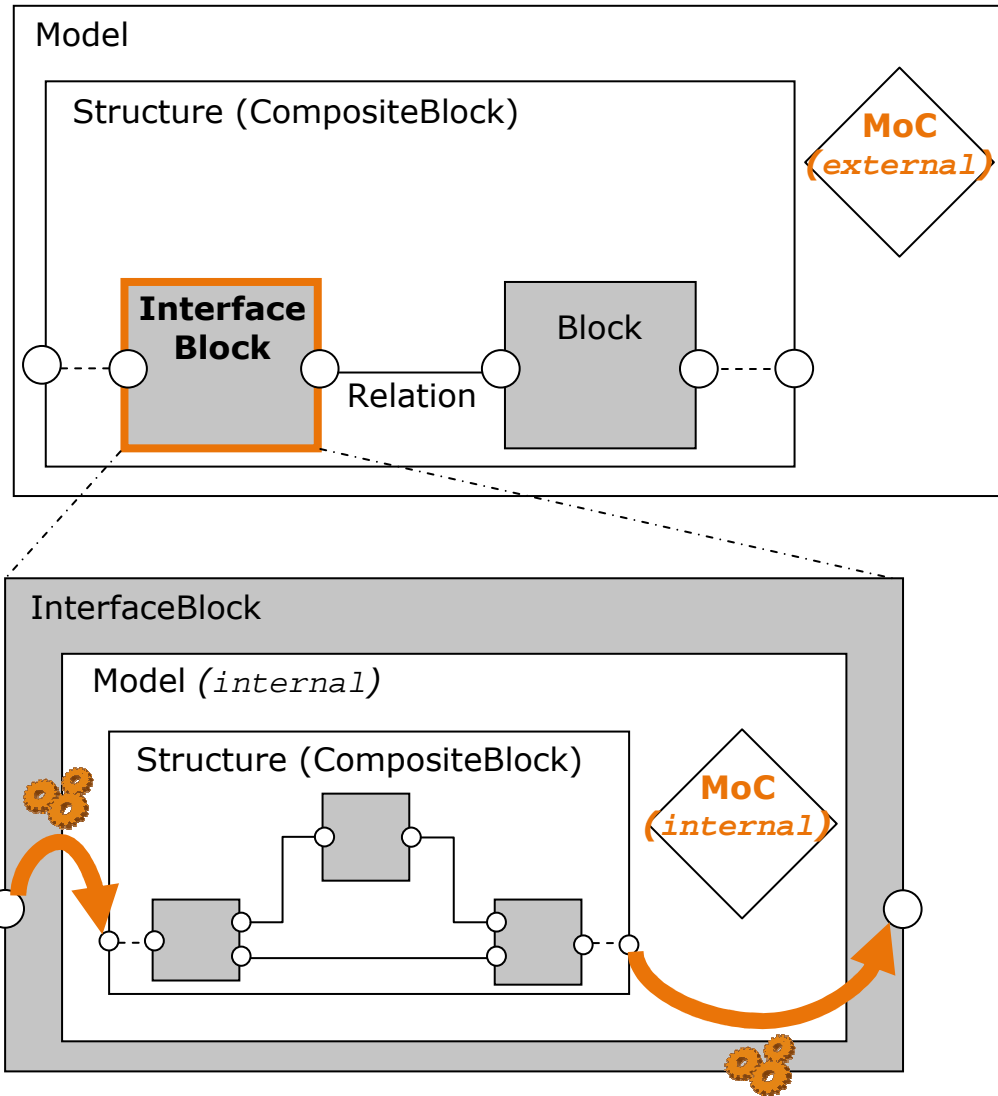 Model
Structure (CompositeBlock)
MoC
(external)
Interface
Block
Block
Relation
InterfaceBlock
Model (internal)
Structure (CompositeBlock)
MoC
(internal)